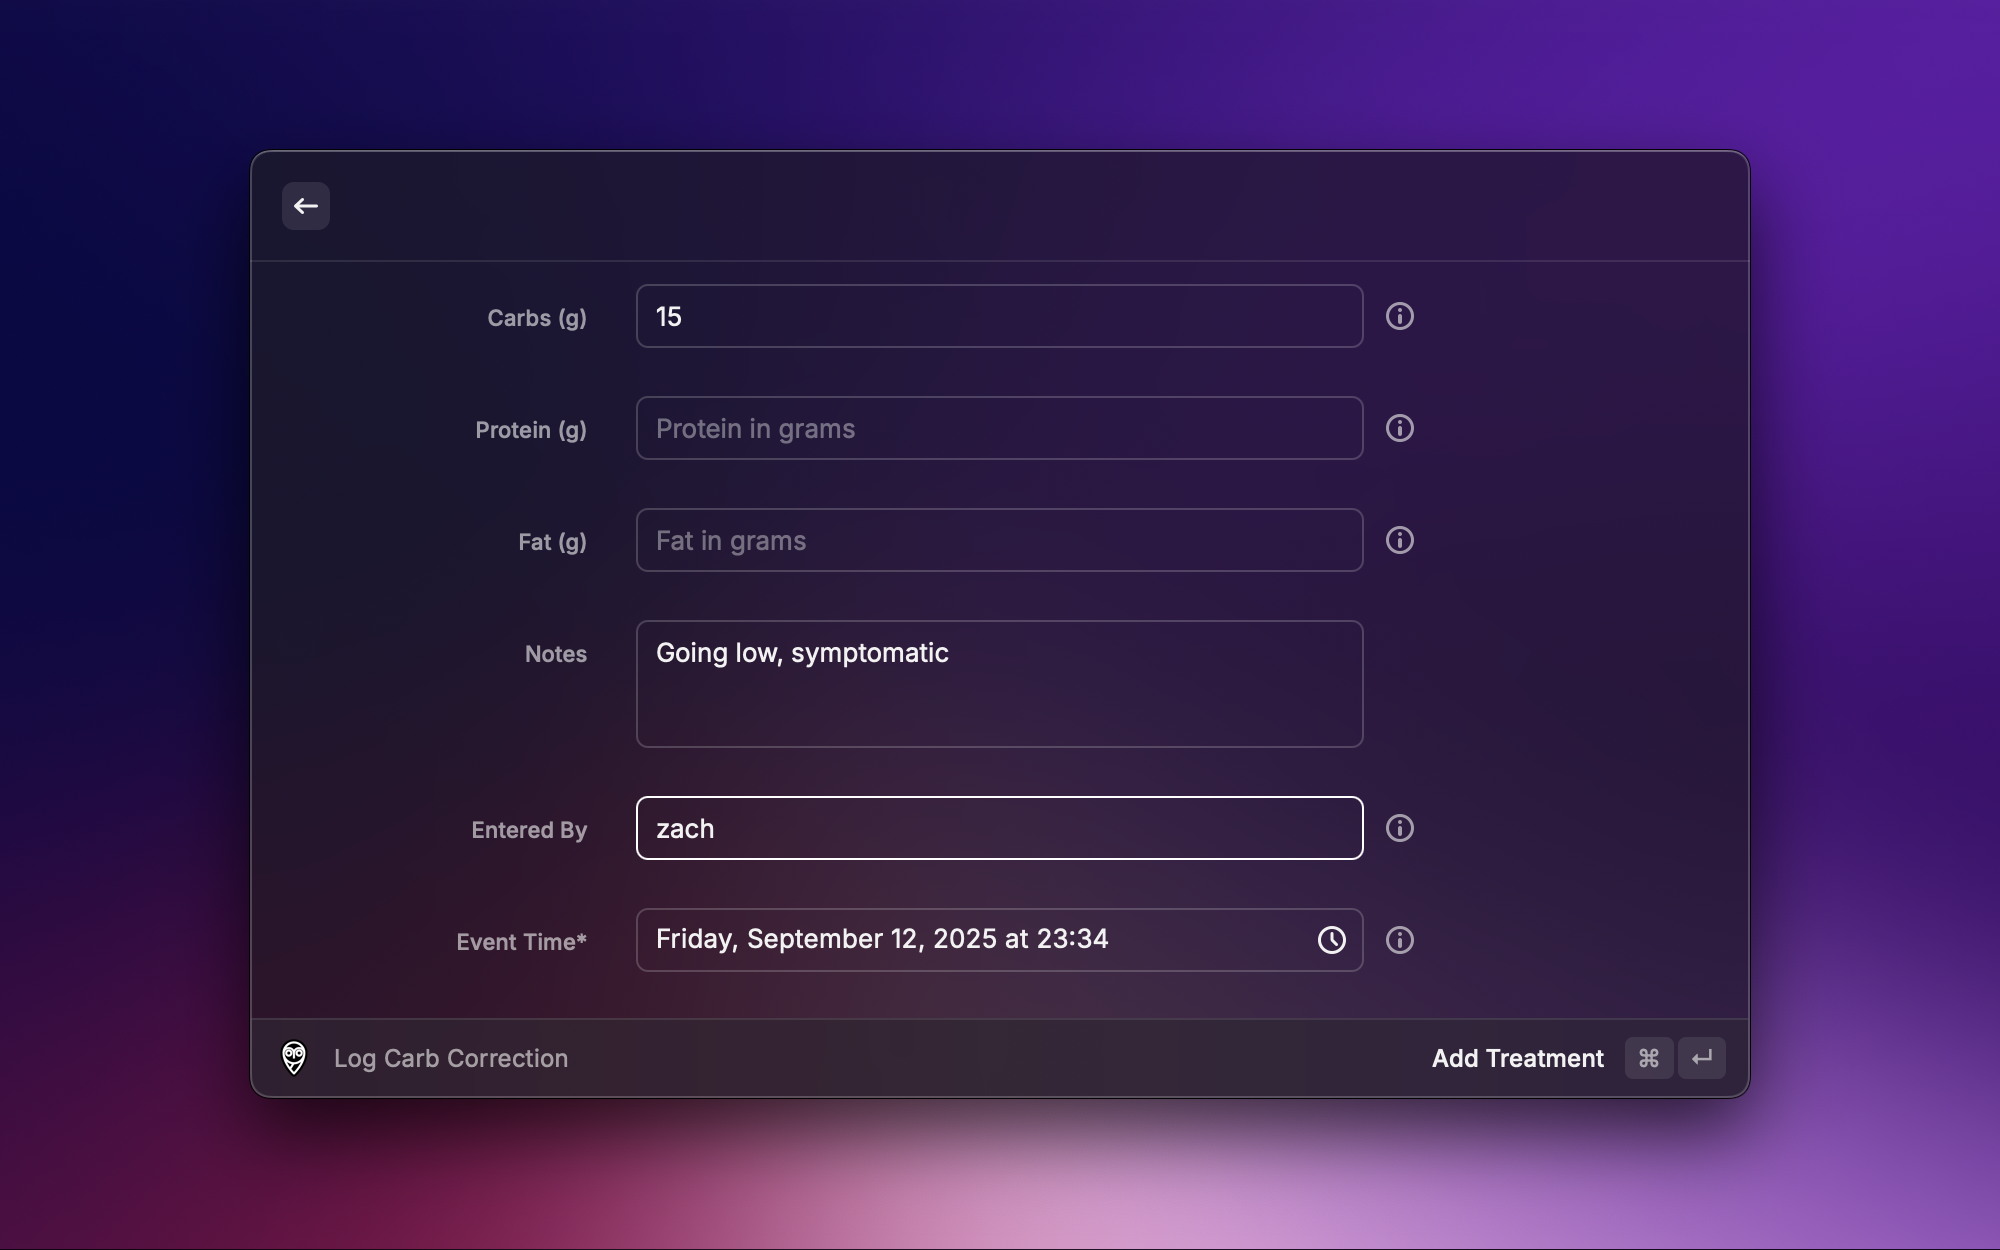 Carbs (g)
15
Protein (g)
Protein in grams
Fat (g)
Fat in grams
Notes
Going low, symptomatic
Entered By
zach
Event Time*
Friday, September 12, 2025 at 23:34
Log Carb Correction
Add Treatment ⌘ ↵